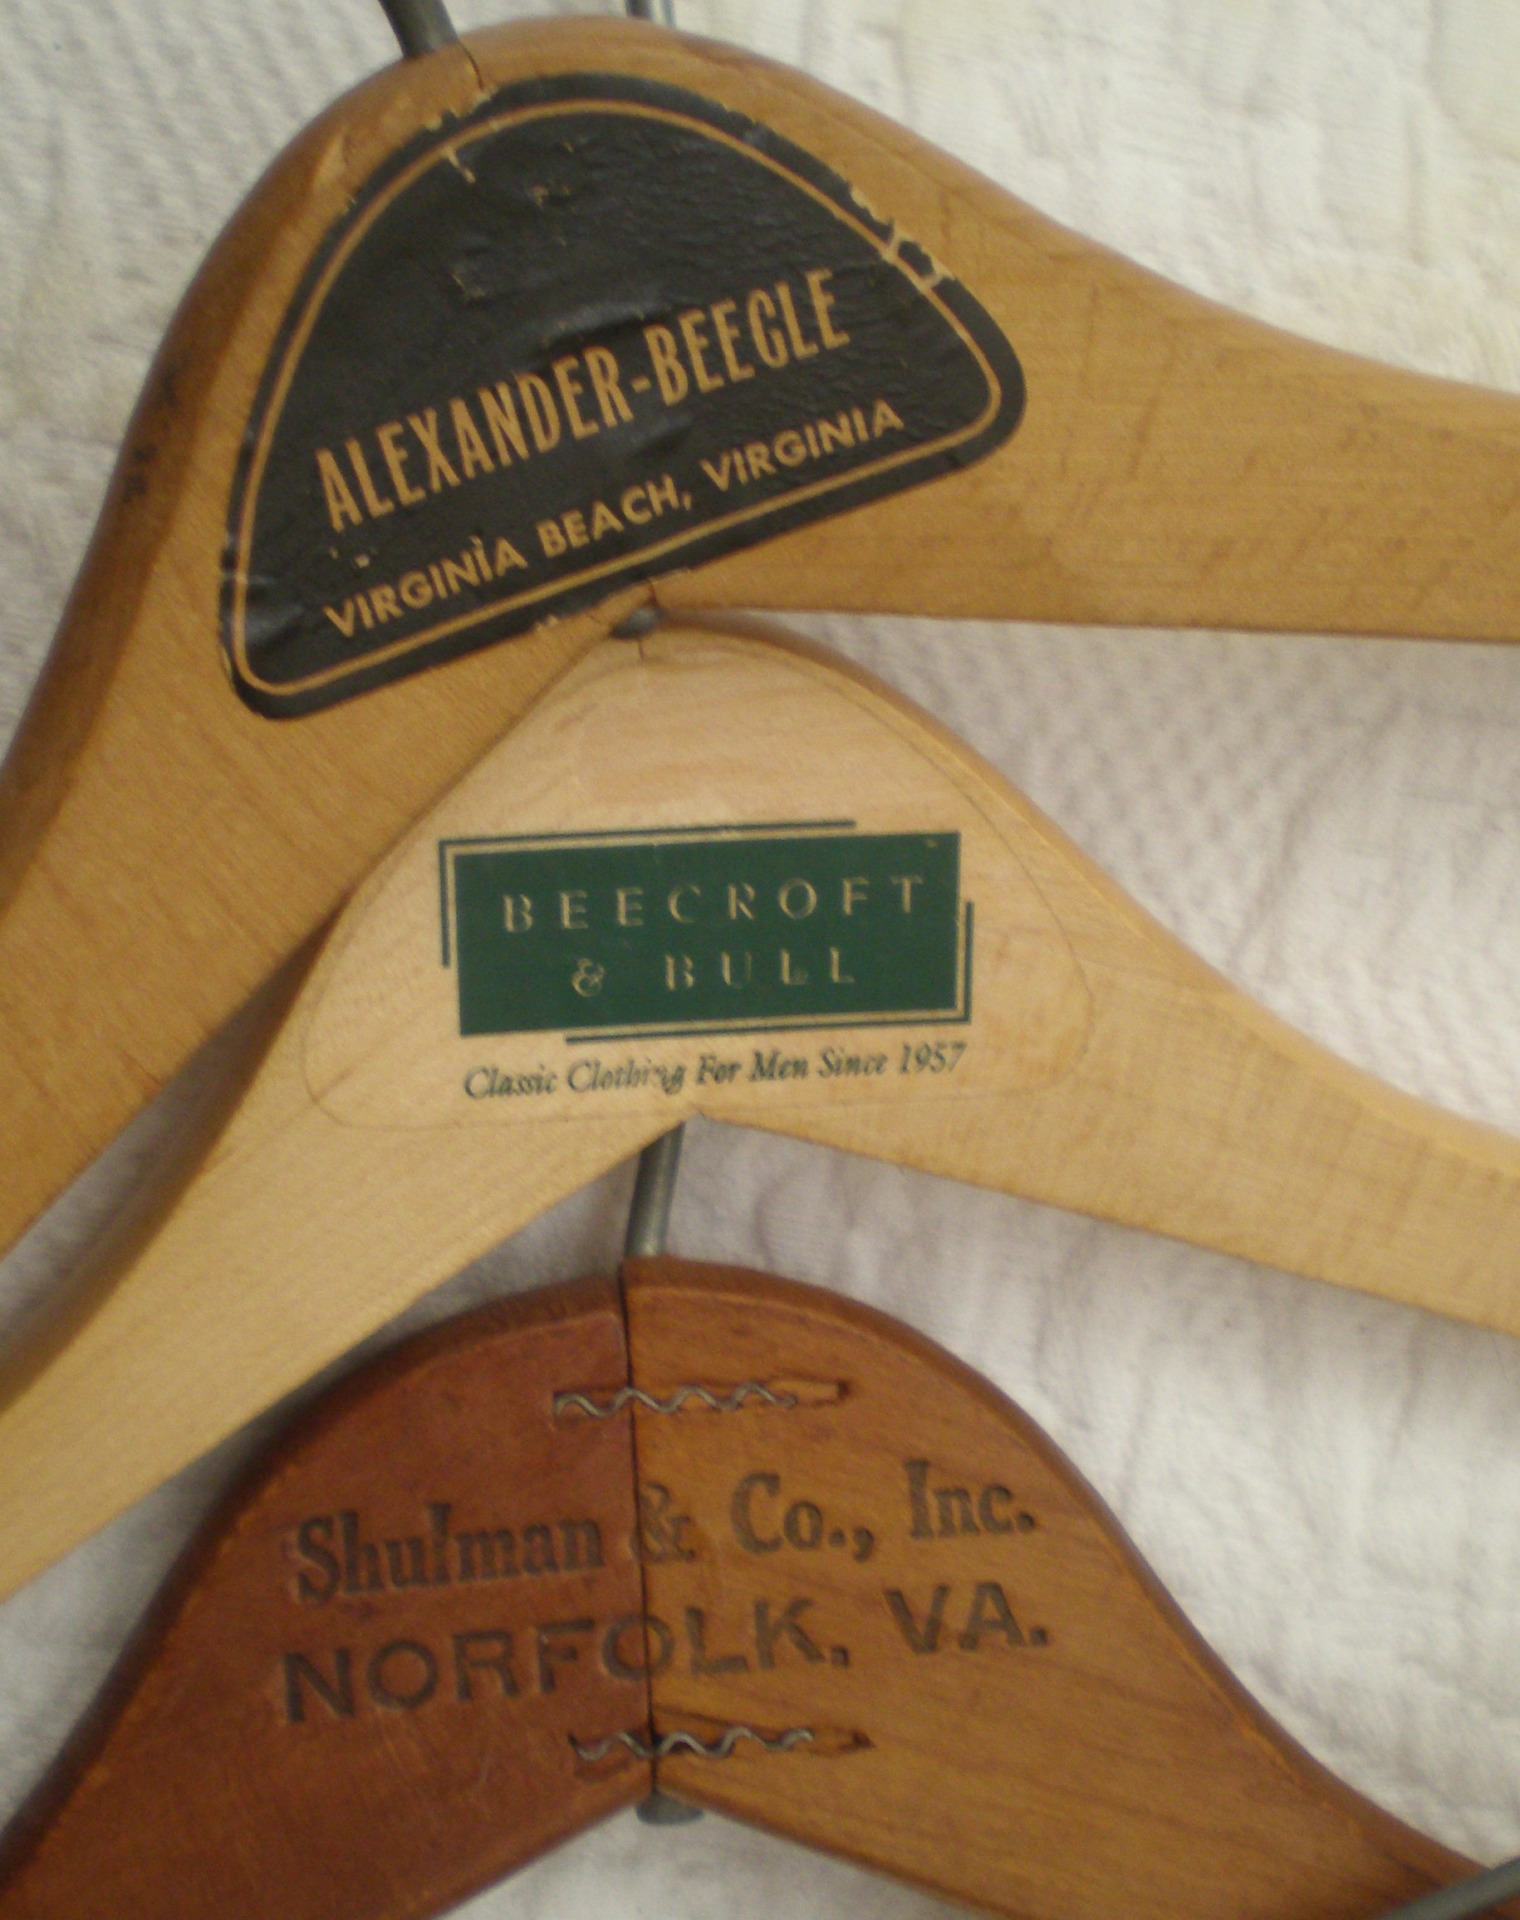 ALEXANDER-BEEGLE
VIRGINIA BEACH, VIRGINIA
BEECROFT
& BULL
Classic Clothing For Men Since 1957
Shulman & Co., Inc.
NORFOLK, VA.